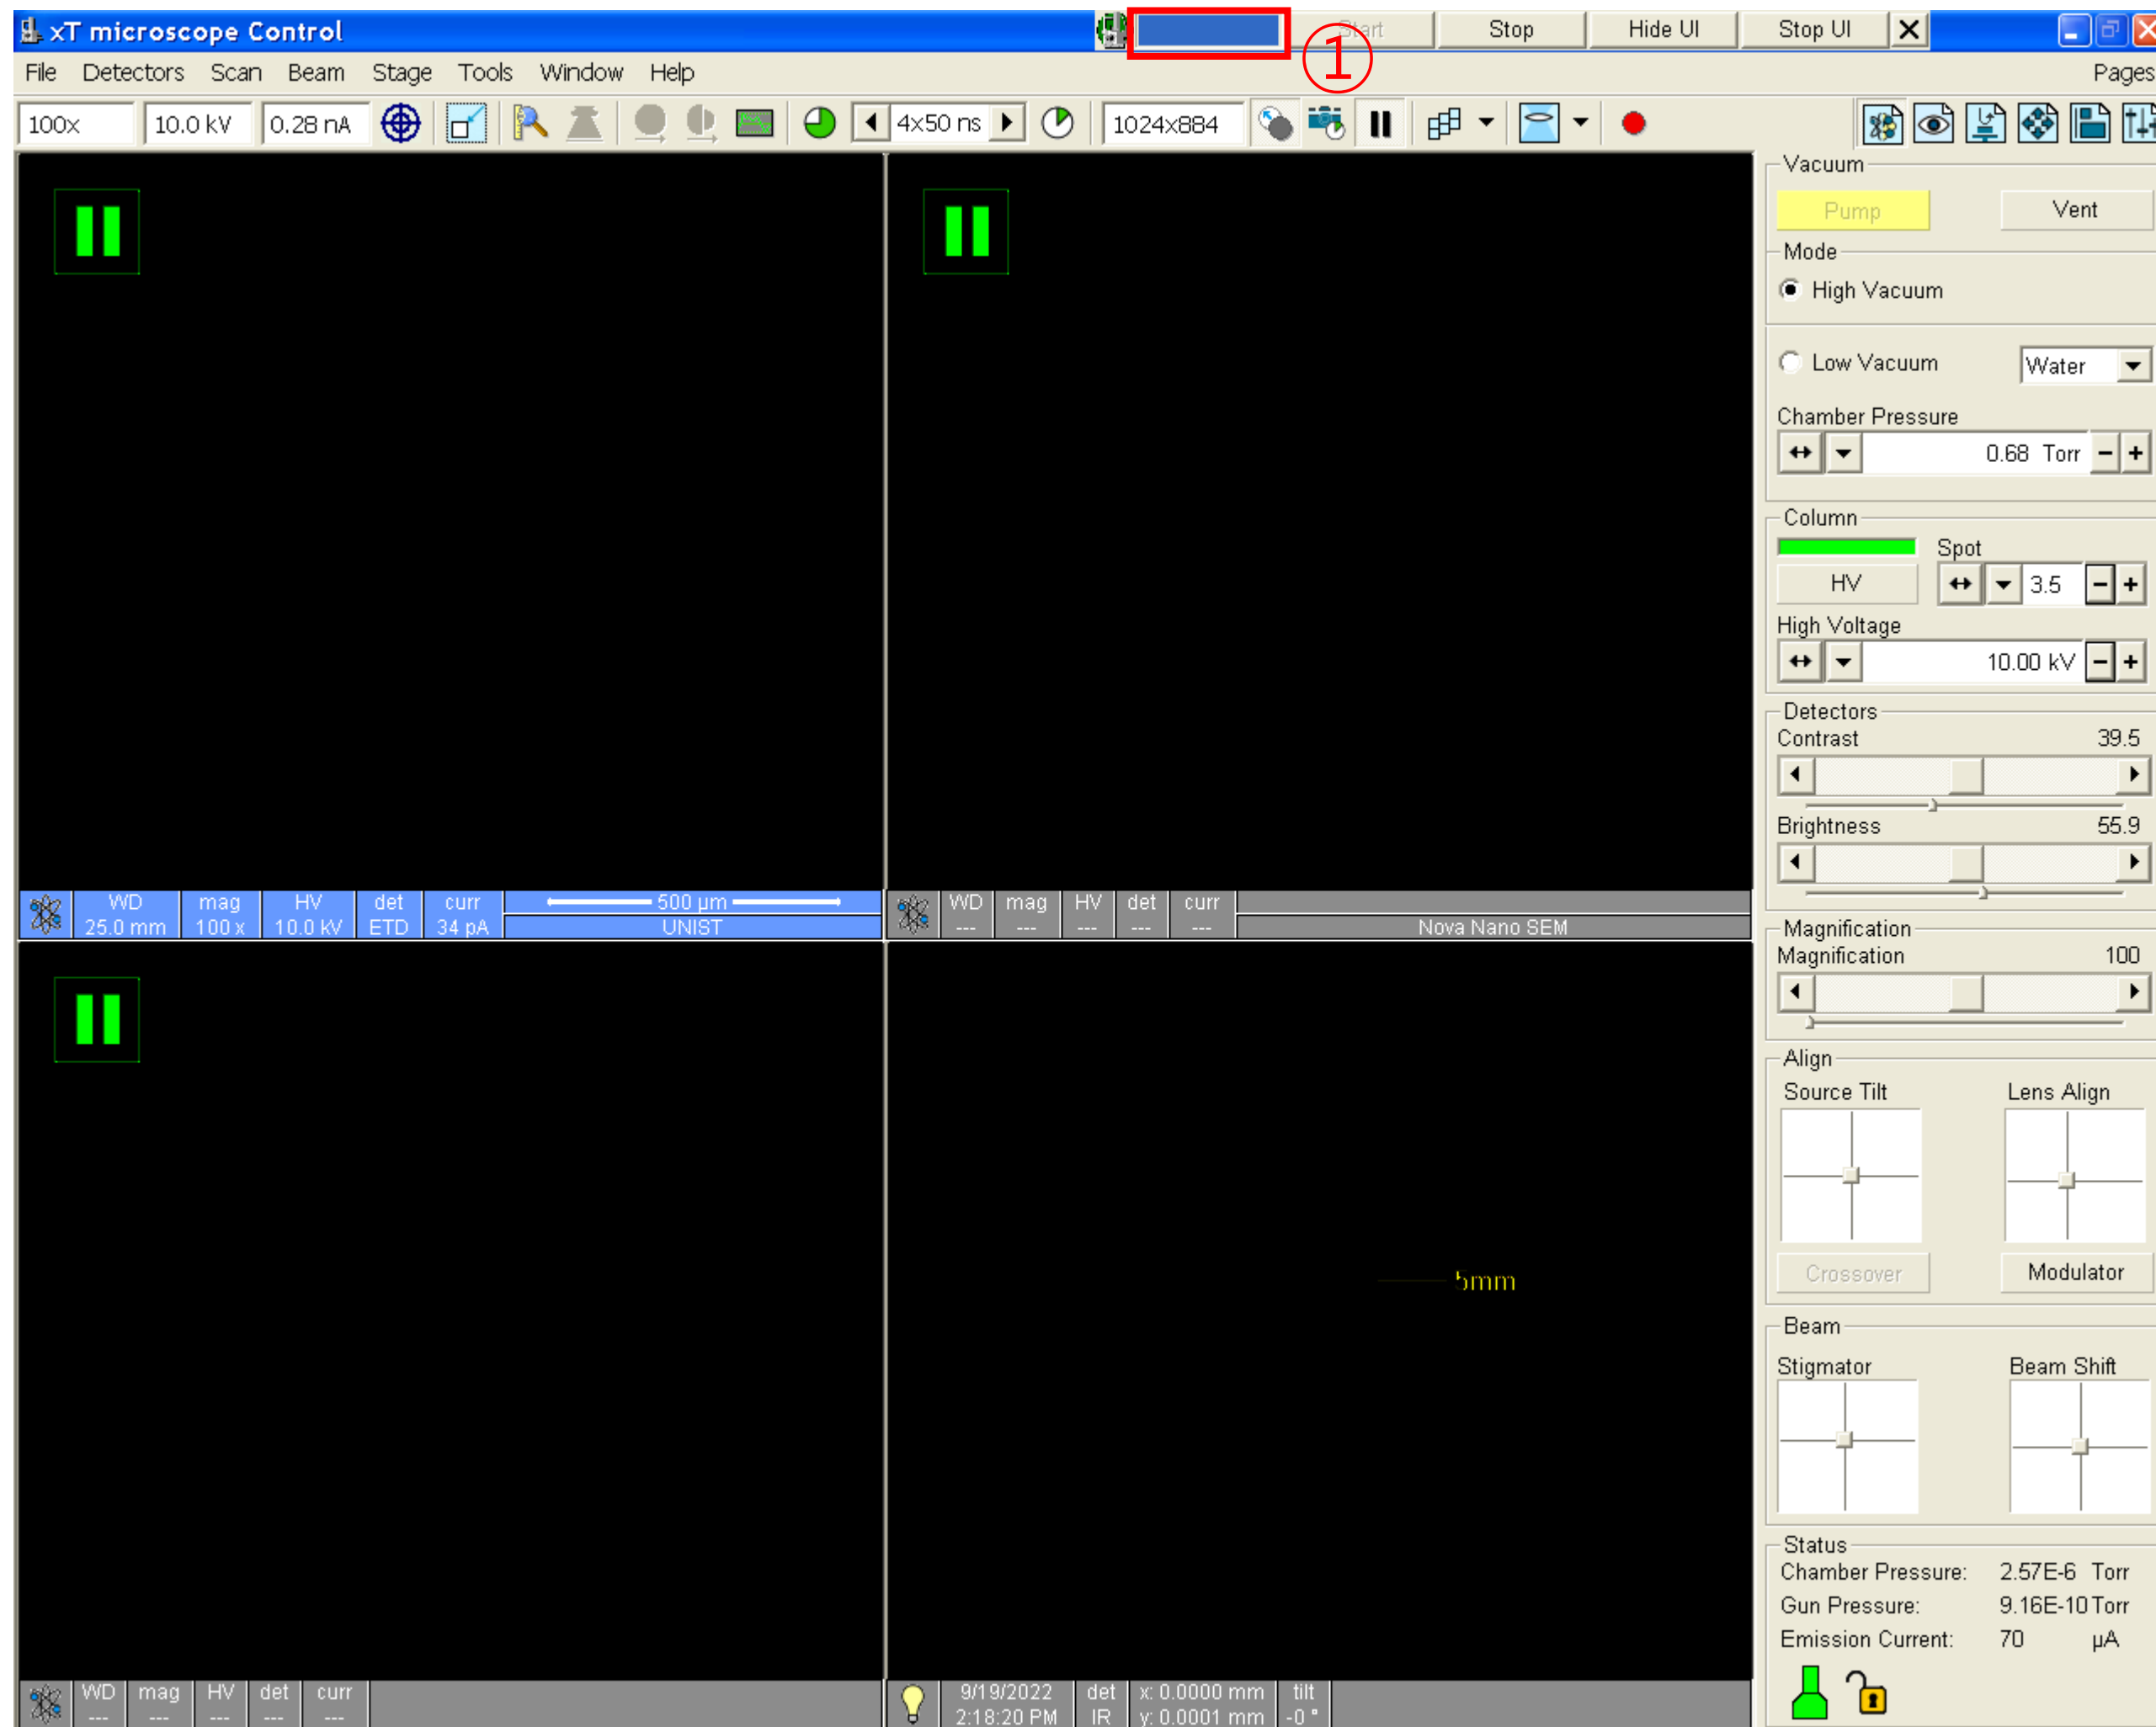 xT microscope Control
Start Stop Hide UI Stop UI
①
File Detectors Scan Beam Stage Tools Window Help Pages
100x 10.0 kV 0.28 nA 4x50 ns 1024x884
Vacuum
Pump Vent
Mode
High Vacuum
Low Vacuum Water
Chamber Pressure
0.68 Torr
Column
Spot
HV 3.5
High Voltage
10.00 kV
Detectors
Contrast 39.5
Brightness 55.9
WD mag HV det curr 500 µm
25.0 mm 100 x 10.0 kV ETD 34 pA UNIST
WD mag HV det curr
--- --- --- --- --- Nova Nano SEM
Magnification
Magnification 100
Align
Source Tilt Lens Align
Crossover Modulator
5mm
Beam
Stigmator Beam Shift
Status
Chamber Pressure: 2.57E-6 Torr
Gun Pressure: 9.16E-10 Torr
Emission Current: 70 µA
WD mag HV det curr
--- --- --- --- ---
9/19/2022 det x: 0.0000 mm tilt
2:18:20 PM IR y: 0.0001 mm -0 °